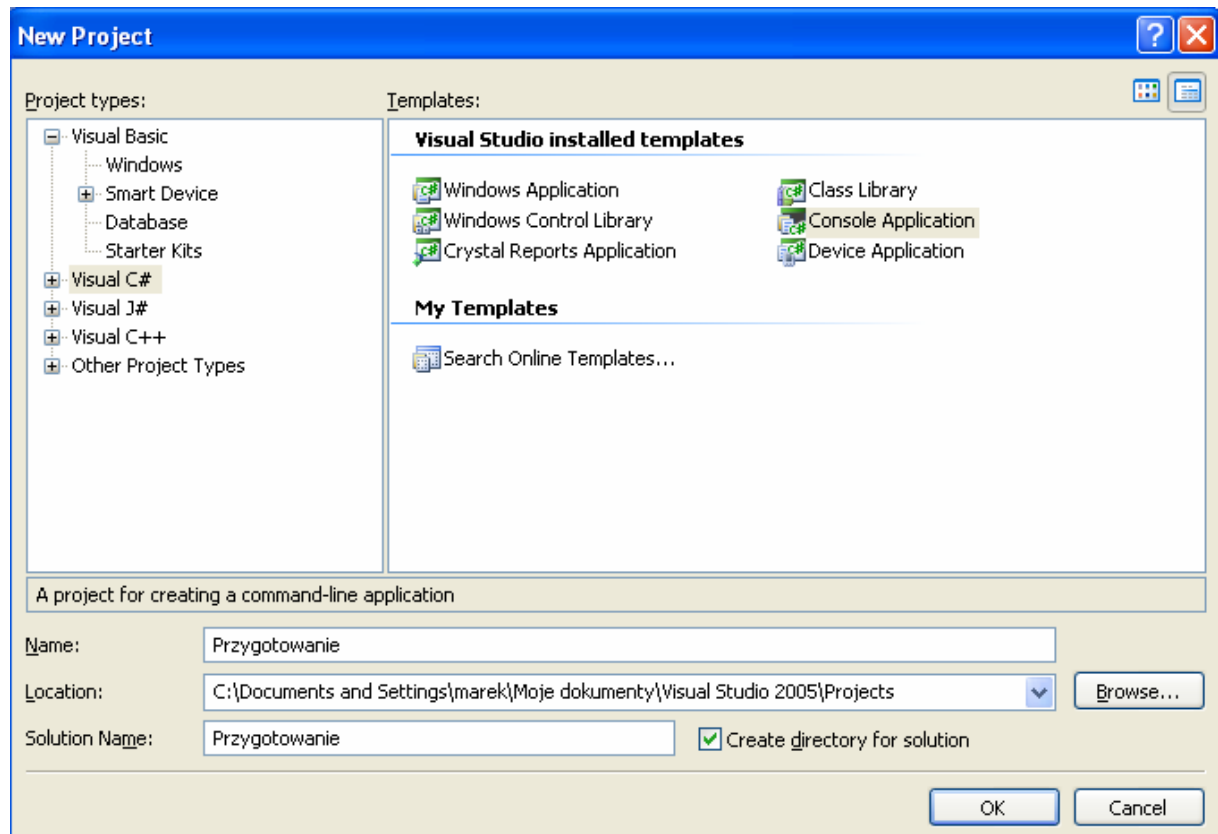 New Project
Project types:
Templates:
Visual Basic
Windows
Smart Device
Database
Starter Kits
Visual C#
Visual J#
Visual C++
Other Project Types
Visual Studio installed templates
Windows Application
Class Library
Windows Control Library
Console Application
Crystal Reports Application
Device Application
My Templates
Search Online Templates...
A project for creating a command-line application
Name: Przygotowanie
Location: C:\Documents and Settings\marek\Moje dokumenty\Visual Studio 2005\Projects Browse...
Solution Name: Przygotowanie Create directory for solution
OK Cancel